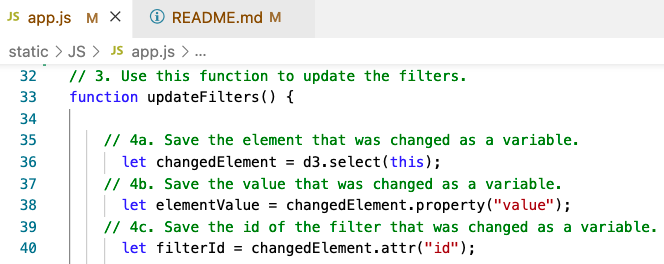 JS app.js M ✕ ⓘ README.md M
static > JS > JS app.js > ...
32 // 3. Use this function to update the filters.
33 function updateFilters() {
34
35 // 4a. Save the element that was changed as a variable.
36 let changedElement = d3.select(this);
37 // 4b. Save the value that was changed as a variable.
38 let elementValue = changedElement.property("value");
39 // 4c. Save the id of the filter that was changed as a variable.
40 let filterId = changedElement.attr("id");